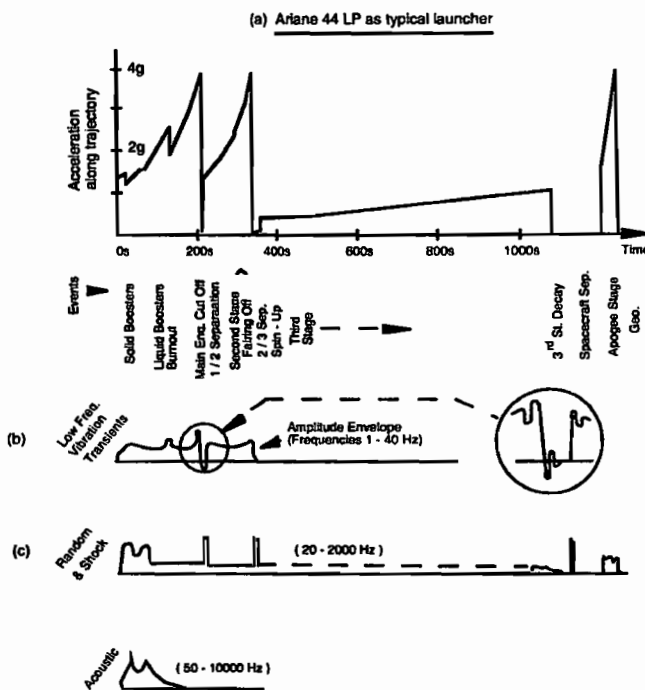 (a) Ariane 44 LP as typical launcher
Acceleration
along trajectory
4g
2g
0s
200s
400s
600s
800s
1000s
Time
Events
Solid Boosters
Liquid Boosters
Burnout
Main Eng. Cut Off
1/2 Separaation
Second Stage
Fairing Off
2/3 Sep.
Spin - Up
Third
Stage
3rd St. Decay
Spacecraft Sep.
Apogee Stage
Geo.
(b)
Low Freq.
Vibration
Transients
Amplitude Envelope
(Frequencies 1 - 40 Hz)
(c)
Random
& Shock
( 20 - 2000 Hz )
Acoustic
( 50 - 10000 Hz )